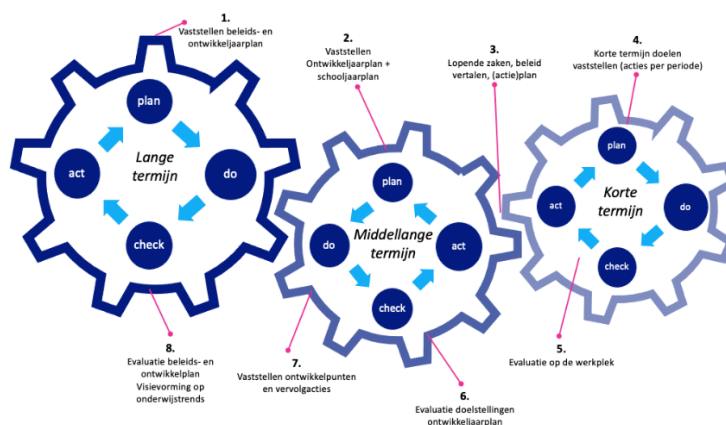 1.
Vaststellen beleids- en
ontwikkeljaarplan
2.
Vaststellen
Ontwikkeljaarplan +
schooljaarplan
3.
Lopende zaken, beleid
vertalen, (actie)plan
4.
Korte termijn doelen
vaststellen (acties per periode)
plan
do
check
act
Lange
termijn
plan
do
check
act
Middellange
termijn
plan
do
check
act
Korte
termijn
5.
Evaluatie op de werkplek
6.
Evaluatie doelstellingen
ontwikkeljaarplan
7.
Vaststellen ontwikkelpunten
en vervolgacties
8.
Evaluatie beleids- en
ontwikkelplan
Visievorming op
onderwijstrends